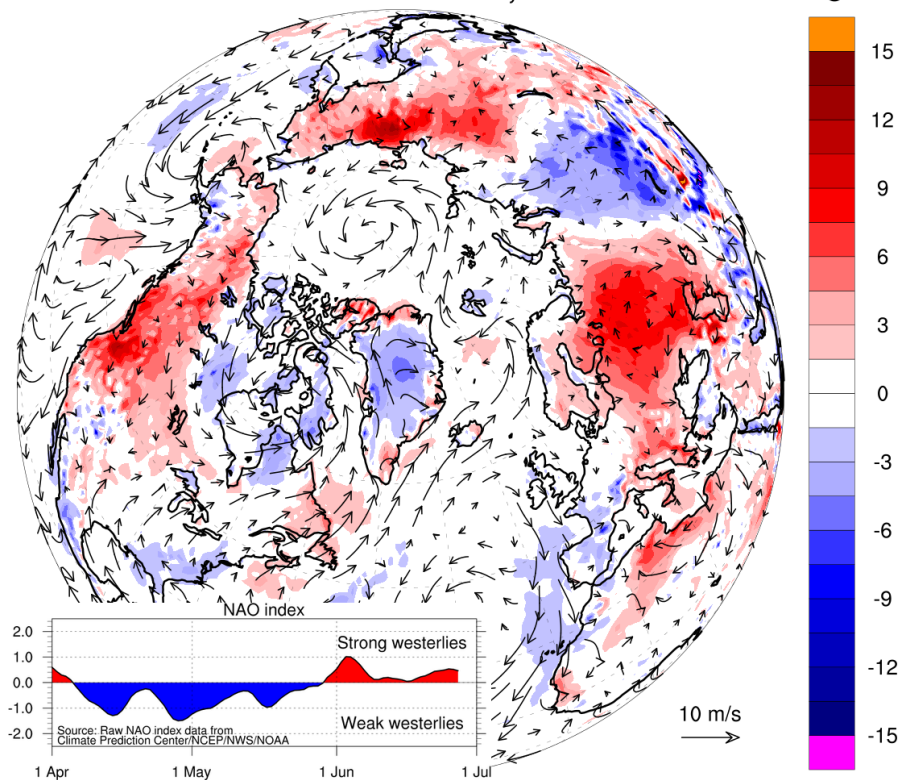 15
12
9
6
3
0
-3
-6
-9
-12
-15
10 m/s
NAO index
2.0
1.0
0.0
-1.0
-2.0
Strong westerlies
Weak westerlies
Source: Raw NAO index data from
Climate Prediction Center/NCEP/NWS/NOAA
1 Apr
1 May
1 Jun
1 Jul